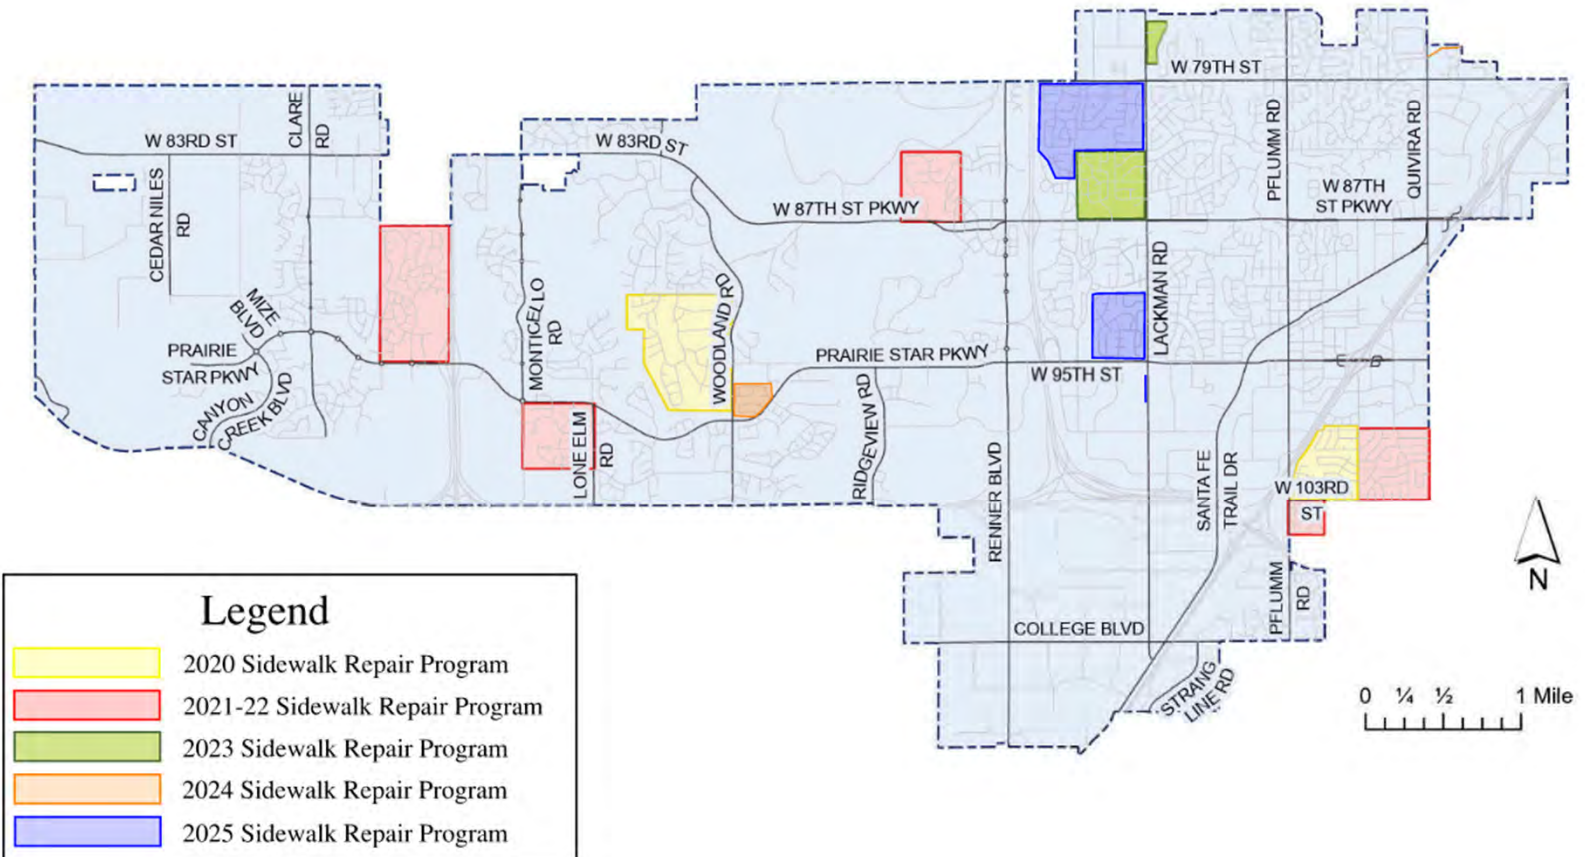 W 79TH ST
CLARE
RD
W 83RD ST
W 83RD ST
PFLUMM RD
QUIVIRA RD
CEDAR NILES
RD
W 87TH ST PKWY
W 87TH
ST PKWY
LACKMAN RD
MIZE
BLVD
MONTICELLO
RD
WOODLAND RD
PRAIRIE
STAR PKWY
PRAIRIE STAR PKWY
W 95TH ST
CANYON
CREEK BLVD
LONE ELM
RD
RIDGEVIEW RD
RENNER BLVD
SANTA FE
TRAIL DR
W 103RD
ST
PFLUMM
RD
COLLEGE BLVD
STRANG
LINE RD
N
0 ¼ ½ 1 Mile
Legend
2020 Sidewalk Repair Program
2021-22 Sidewalk Repair Program
2023 Sidewalk Repair Program
2024 Sidewalk Repair Program
2025 Sidewalk Repair Program